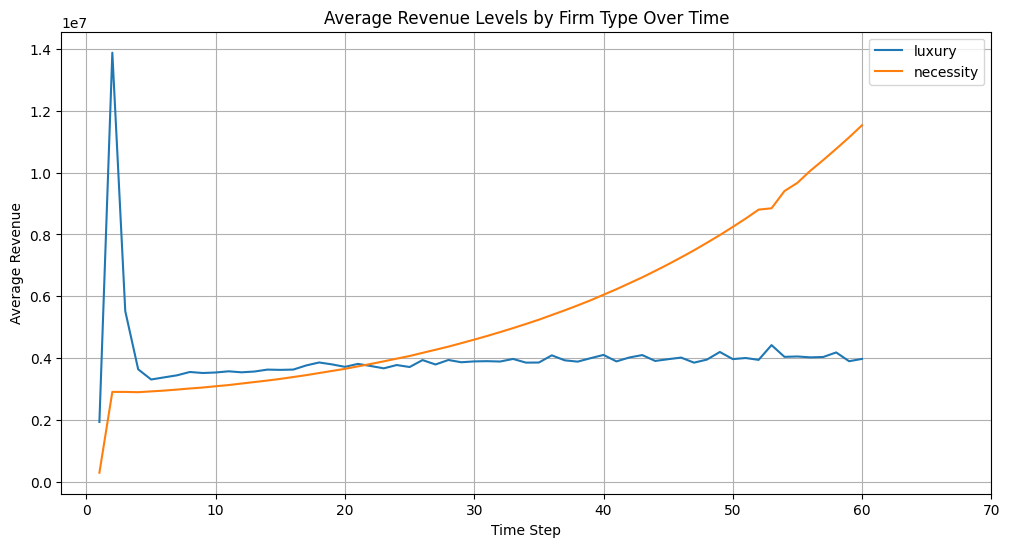 Average Revenue Levels by Firm Type Over Time
1e7
luxury
necessity
1.4
1.2
1.0
0.8
0.6
0.4
0.2
0.0
Average Revenue
0 10 20 30 40 50 60 70
Time Step